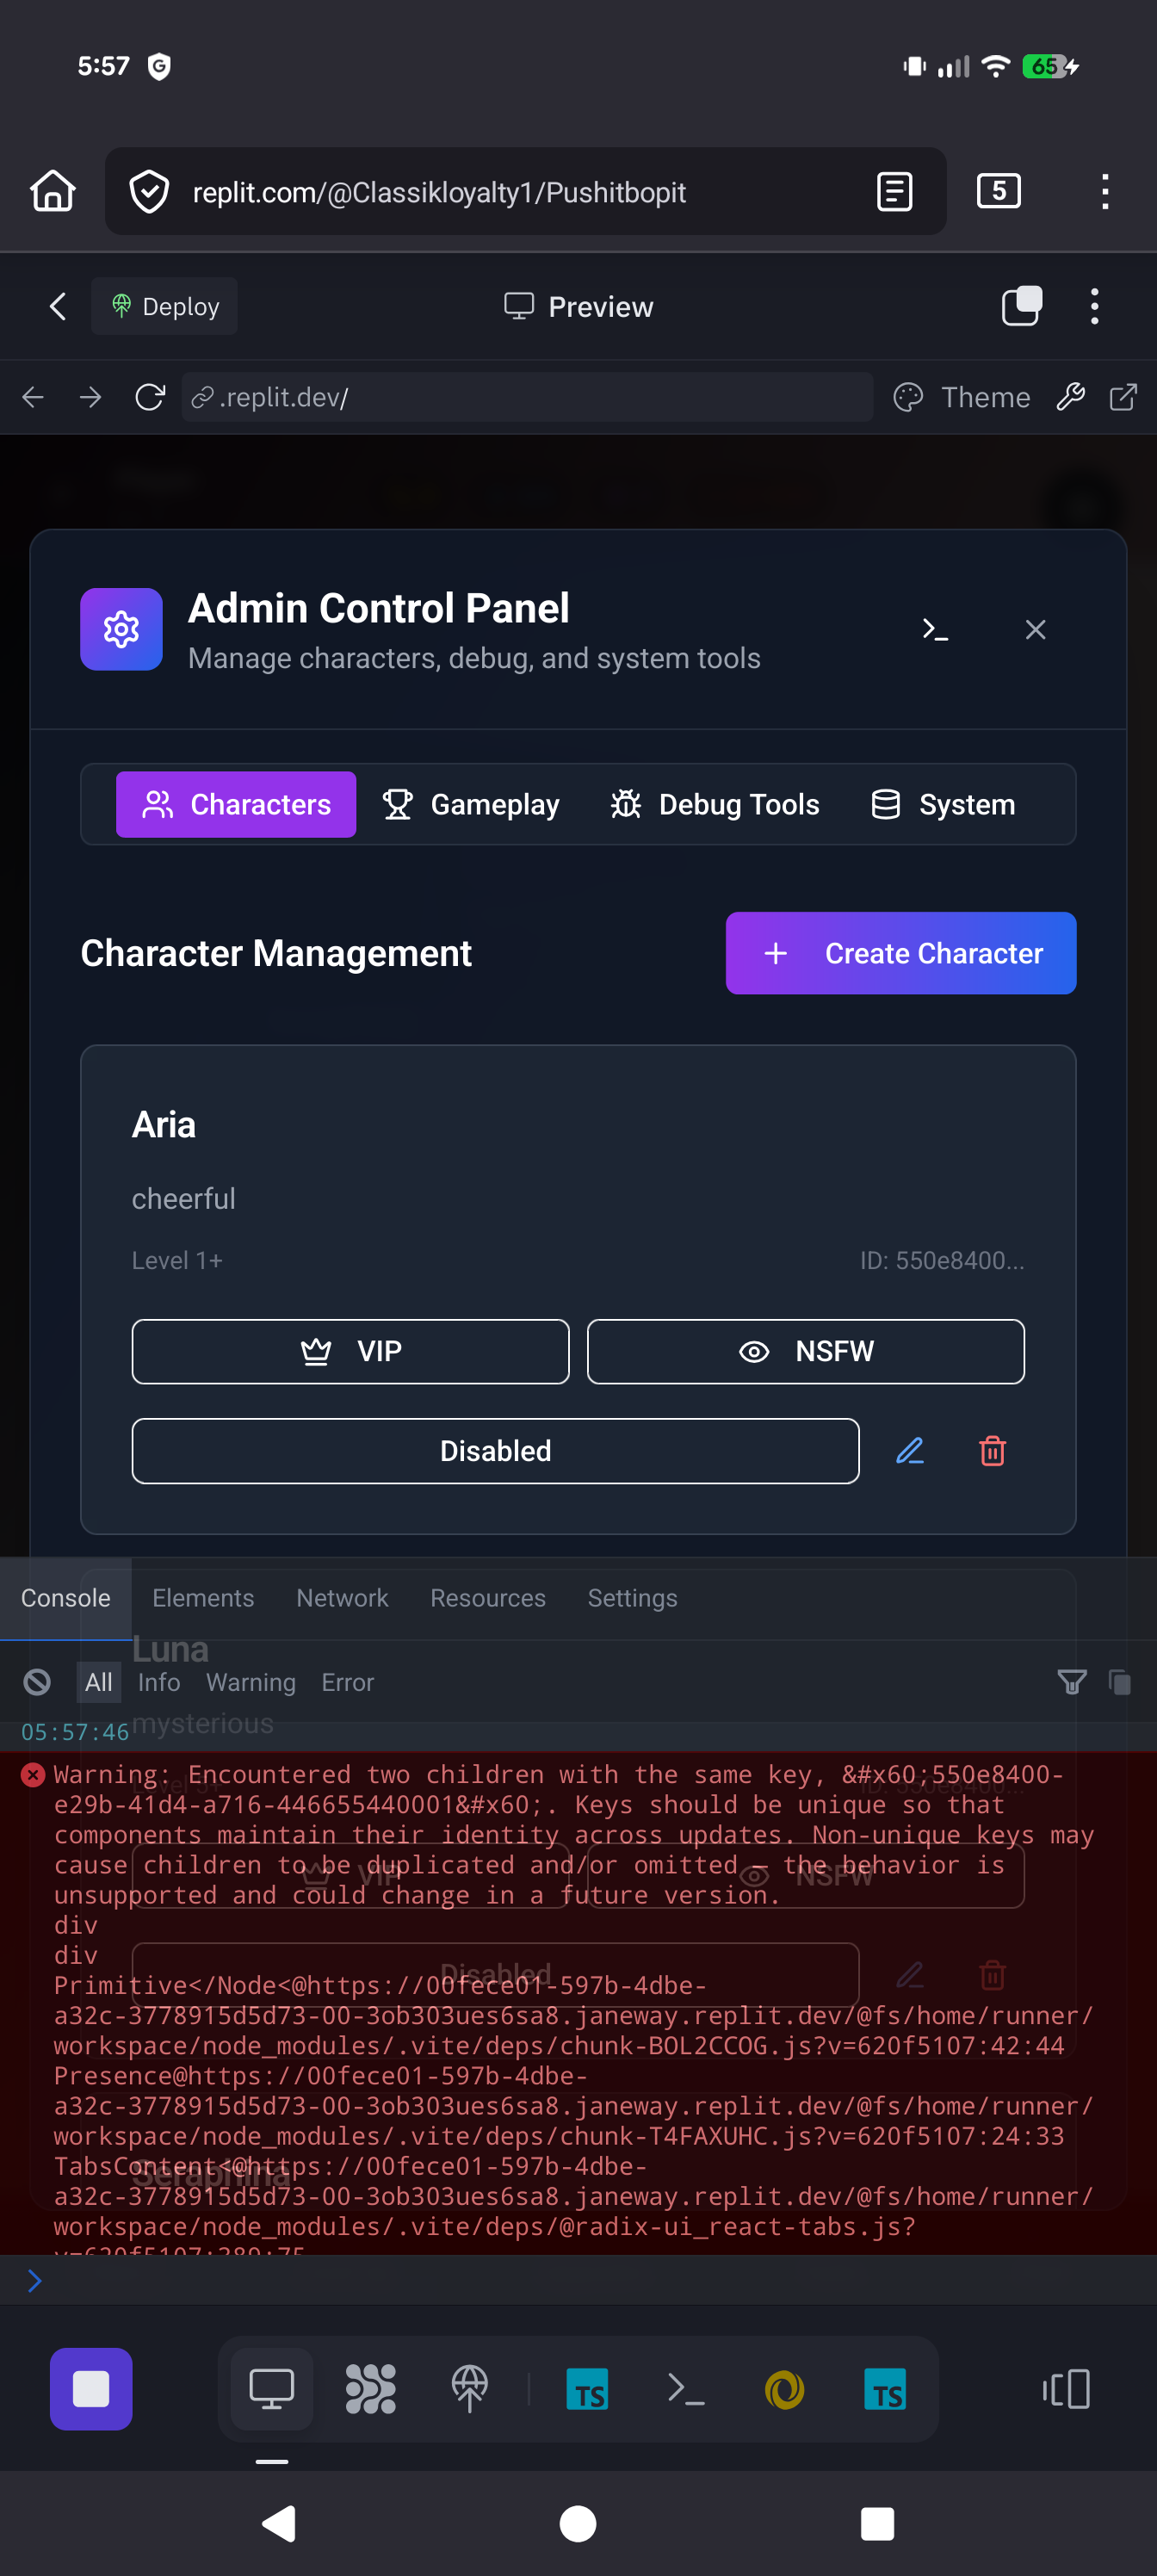 5:57
65
replit.com/@Classikloyalty1/Pushitbopit
5
Deploy
Preview
.replit.dev/
Theme
Admin Control Panel
Manage characters, debug, and system tools
Characters
Gameplay
Debug Tools
System
Character Management
Create Character
Aria
cheerful
Level 1+
ID: 550e8400...
VIP
NSFW
Disabled
Console
Elements
Network
Resources
Settings
Luna
All
Info
Warning
Error
05:57:46
mysterious
Warning: Encountered two children with the same key, &#x60;550e8400-
e29b-41d4-a716-446655440001&#x60;. Keys should be unique so that
components maintain their identity across updates. Non-unique keys may
cause children to be duplicated and/or omitted — the behavior is
unsupported and could change in a future version.
VIP
NSFW
div
div
Disabled
Primitive</Node<@https://00fece01-597b-4dbe-
a32c-3778915d5d73-00-3ob303ues6sa8.janeway.replit.dev/@fs/home/runner/
workspace/node_modules/.vite/deps/chunk-BOL2CCOG.js?v=620f5107:42:44
Presence@https://00fece01-597b-4dbe-
a32c-3778915d5d73-00-3ob303ues6sa8.janeway.replit.dev/@fs/home/runner/
workspace/node_modules/.vite/deps/chunk-T4FAXUHC.js?v=620f5107:24:33
Seraphina
TabsContent<@https://00fece01-597b-4dbe-
a32c-3778915d5d73-00-3ob303ues6sa8.janeway.replit.dev/@fs/home/runner/
workspace/node_modules/.vite/deps/@radix-ui_react-tabs.js?
v=620f5107:389:75
TS
TS